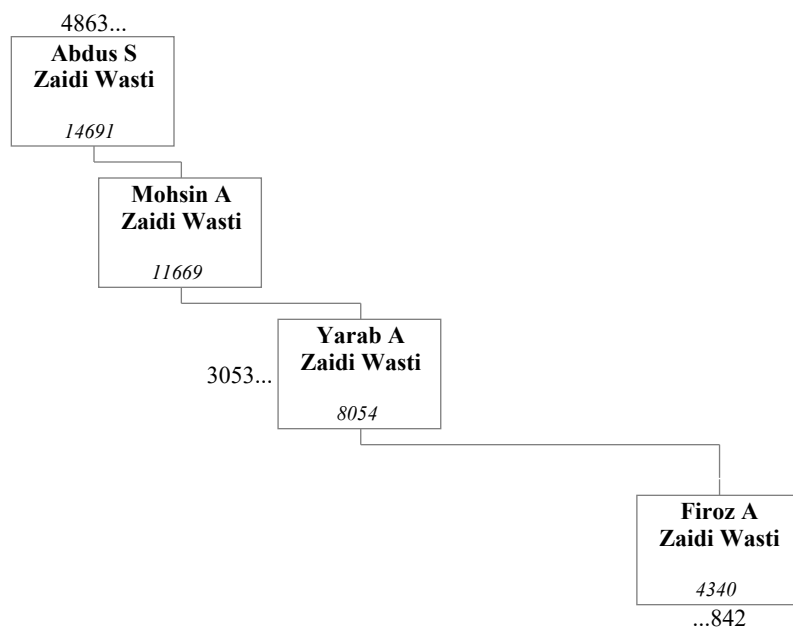 4863...
Abdus S
Zaidi Wasti
14691
Mohsin A
Zaidi Wasti
11669
Yarab A
Zaidi Wasti
3053...
8054
Firoz A
Zaidi Wasti
4340
...842